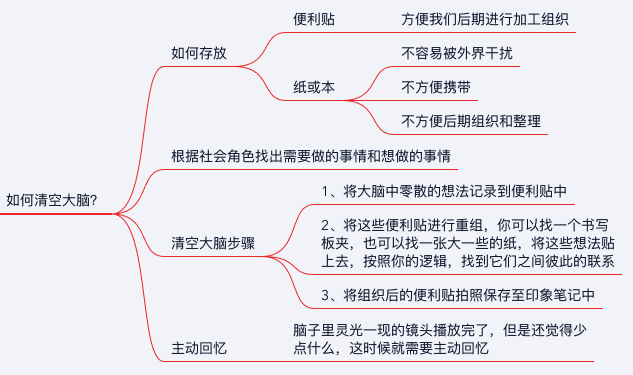 如何清空大脑？
如何存放
便利贴
方便我们后期进行加工组织
纸或本
不容易被外界干扰
不方便携带
不方便后期组织和整理
根据社会角色找出需要做的事情和想做的事情
清空大脑步骤
1、将大脑中零散的想法记录到便利贴中
2、将这些便利贴进行重组，你可以找一个书写
板夹，也可以找一张大一些的纸，将这些想法贴
上去，按照你的逻辑，找到它们之间彼此的联系
3、将组织后的便利贴拍照保存至印象笔记中
主动回忆
脑子里灵光一现的镜头播放完了，但是还觉得少
点什么，这时候就需要主动回忆